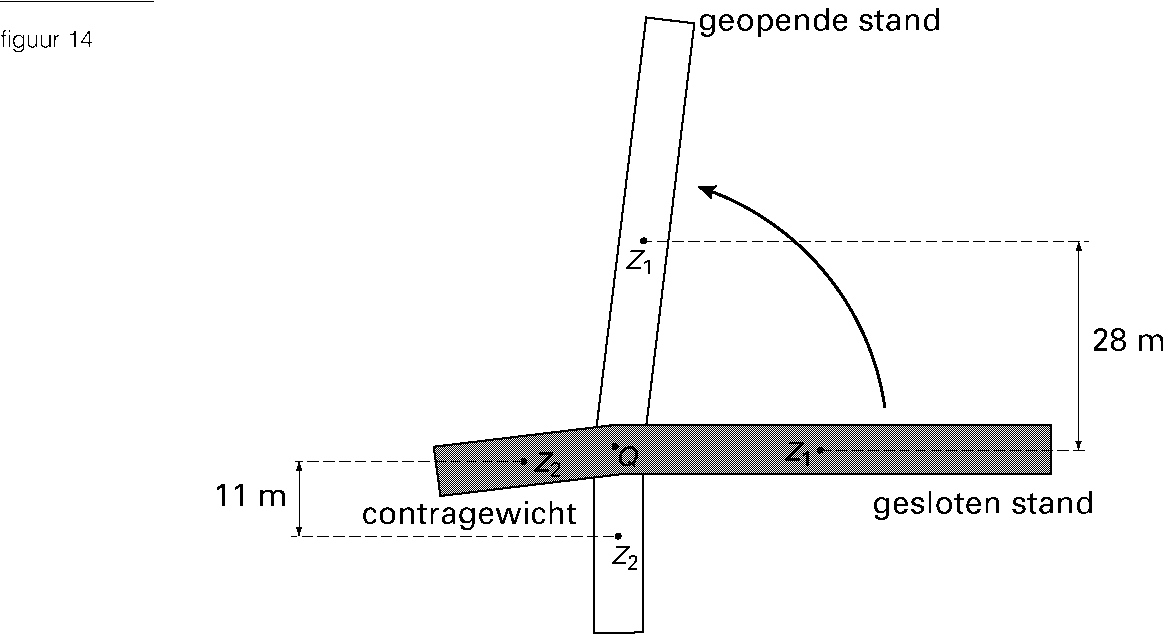 figuur 14
geopende stand
Z1
28 m
Z2
Q
Z1
11 m
contragewicht
gesloten stand
Z2